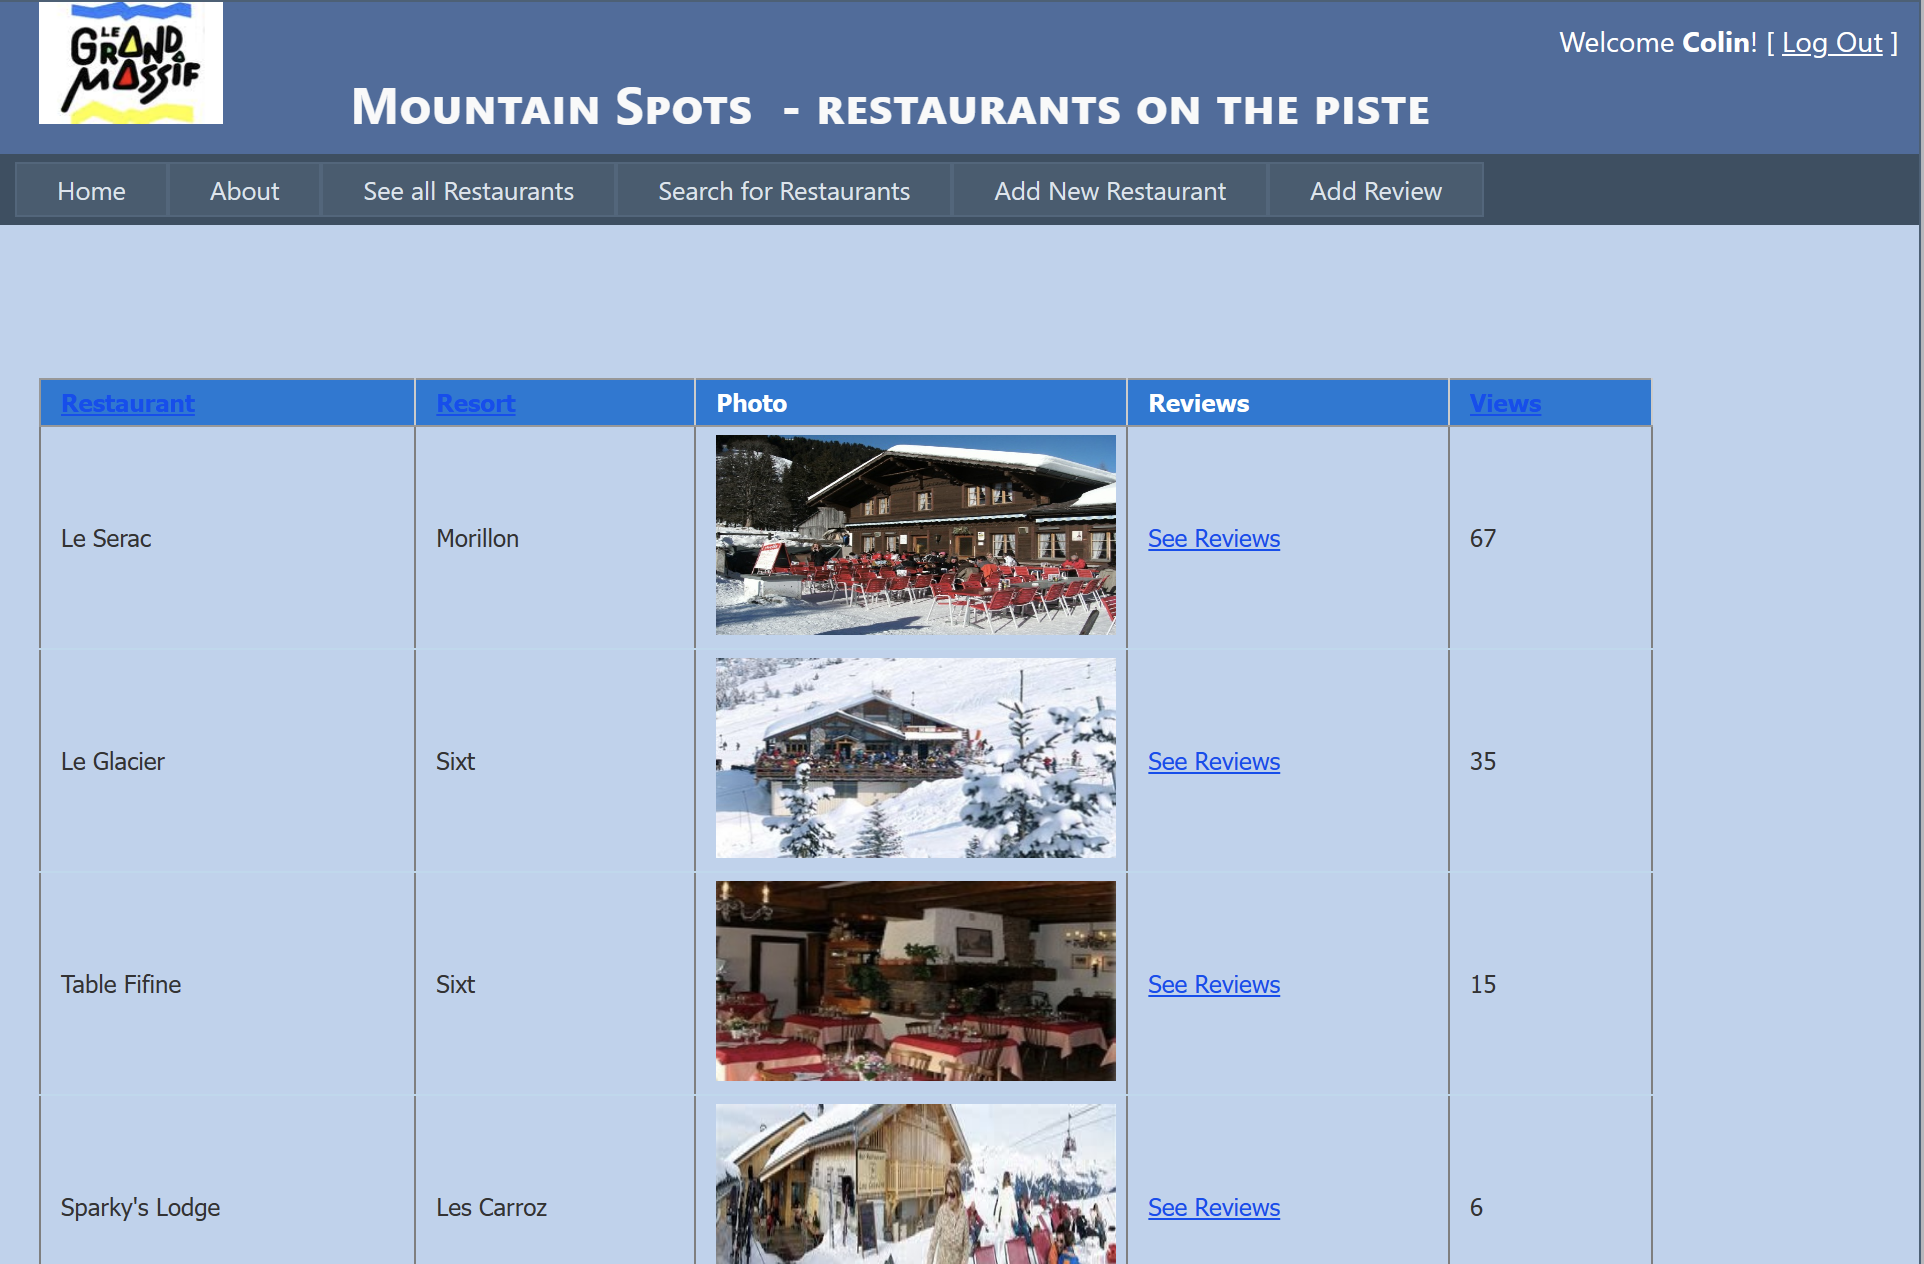 LE
GRAND
MASSIF
Welcome Colin! [ Log Out ]
Mountain Spots - restaurants on the piste
Home About See all Restaurants Search for Restaurants Add New Restaurant Add Review
Restaurant Resort Photo Reviews Views
Le Serac Morillon See Reviews 67
Le Glacier Sixt See Reviews 35
Table Fifine Sixt See Reviews 15
Sparky's Lodge Les Carroz See Reviews 6